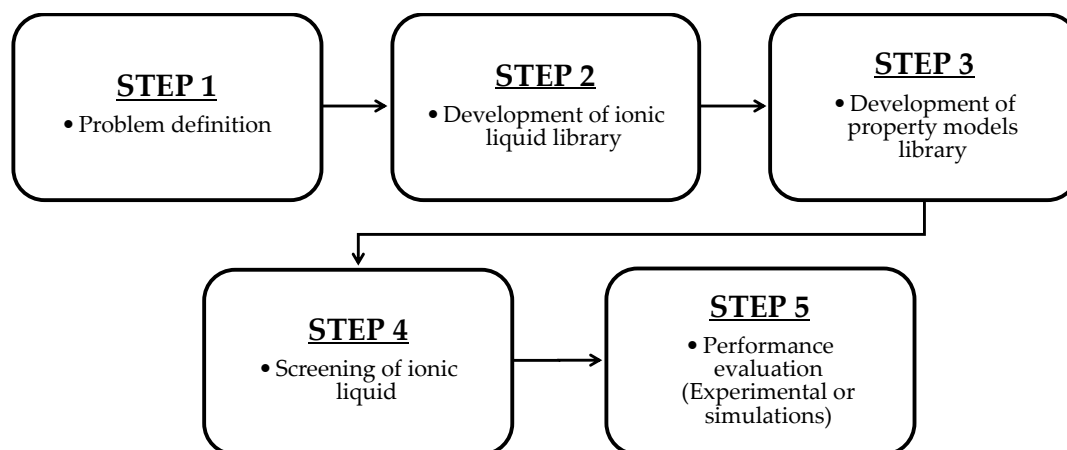 STEP 1
• Problem definition
STEP 2
• Development of ionic
liquid library
STEP 3
• Development of
property models
library
STEP 4
• Screening of ionic
liquid
STEP 5
• Performance
evaluation
(Experimental or
simulations)